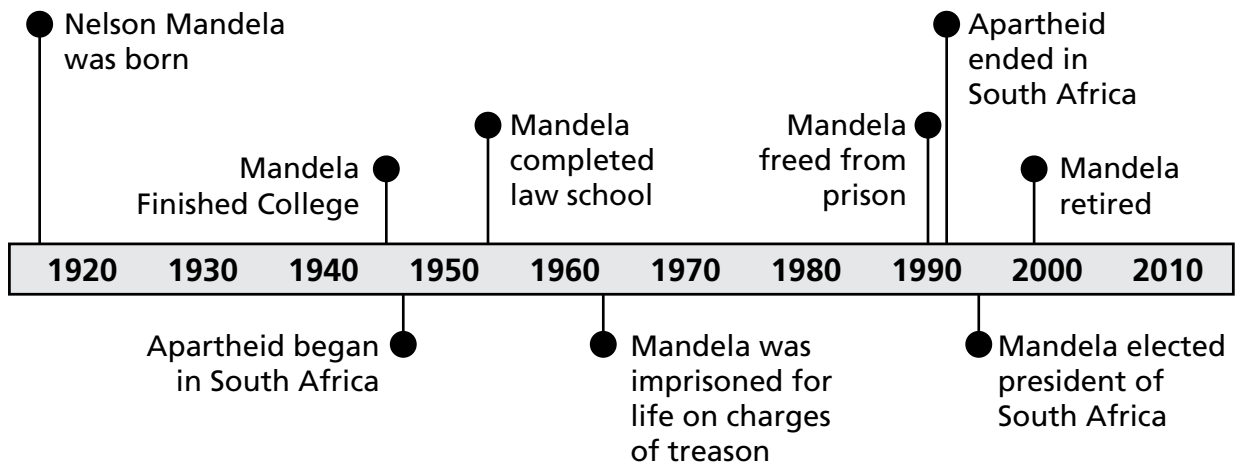 Nelson Mandela
was born
Mandela
Finished College
Mandela
completed
law school
Mandela
freed from
prison
Apartheid
ended in
South Africa
Mandela
retired
1920 1930 1940 1950 1960 1970 1980 1990 2000 2010
Apartheid began
in South Africa
Mandela was
imprisoned for
life on charges
of treason
Mandela elected
president of
South Africa